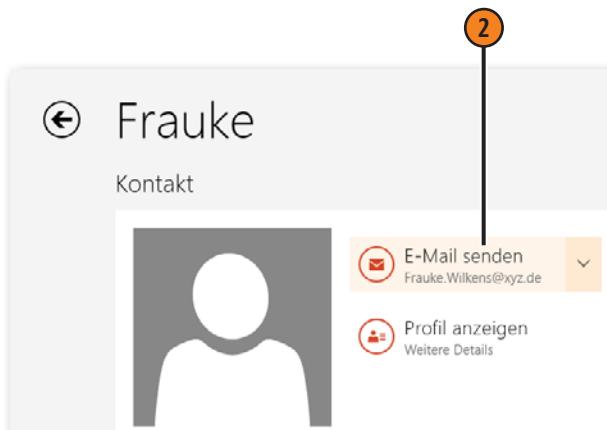 2
Frauke
Kontakt
E-Mail senden
Frauke.Wilkens@xyz.de
Profil anzeigen
Weitere Details